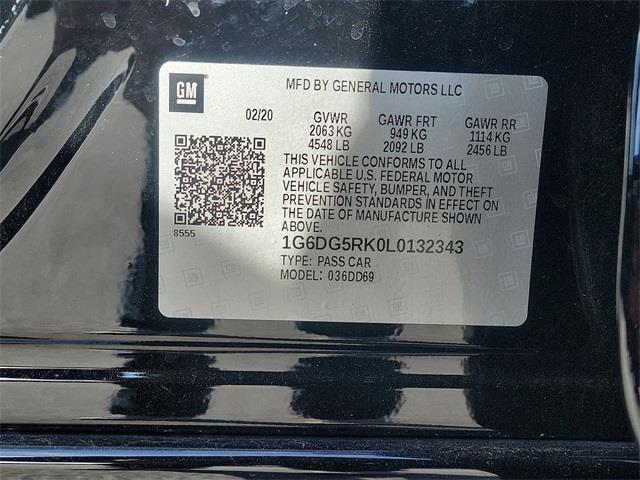 GM
MFD BY GENERAL MOTORS LLC
02/20 GVWR GAWR FRT GAWR RR
2063 KG 949 KG 1114 KG
4548 LB 2092 LB 2456 LB
THIS VEHICLE CONFORMS TO ALL
APPLICABLE U.S. FEDERAL MOTOR
VEHICLE SAFETY, BUMPER, AND THEFT
PREVENTION STANDARDS IN EFFECT ON
THE DATE OF MANUFACTURE SHOWN
ABOVE.
8555
1G6DG5RK0L0132343
TYPE: PASS CAR
MODEL: 036DD69